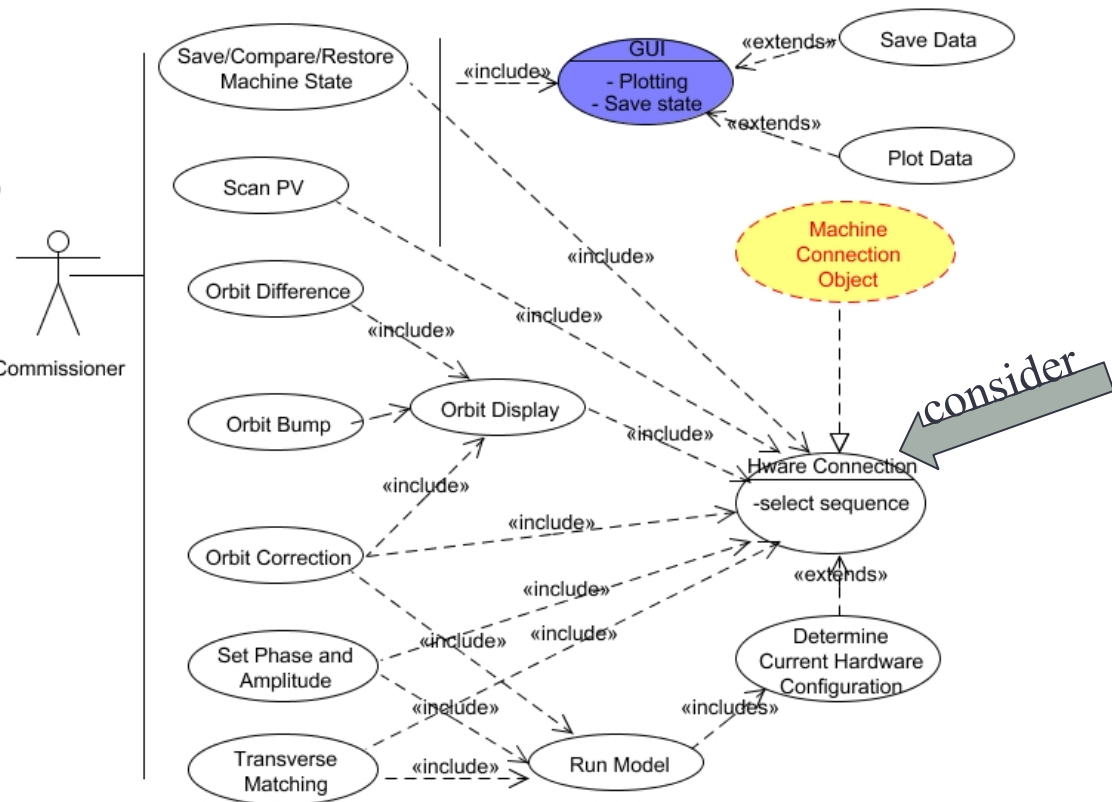 Save/Compare/Restore
Machine State
«include»
GUI
- Plotting
- Save state
«extends»
Save Data
«extends»
Plot Data
Scan PV
Machine
Connection
Object
«include»
Orbit Difference
«include»
«include»
consider
Commissioner
Orbit Bump
Orbit Display
«include»
Hware Connection
-select sequence
«include»
«include»
Orbit Correction
«extends»
«include»
«include»
«include»
Set Phase and
Amplitude
Determine
Current Hardware
Configuration
«include»
«includes»
Transverse
Matching
«include»
Run Model